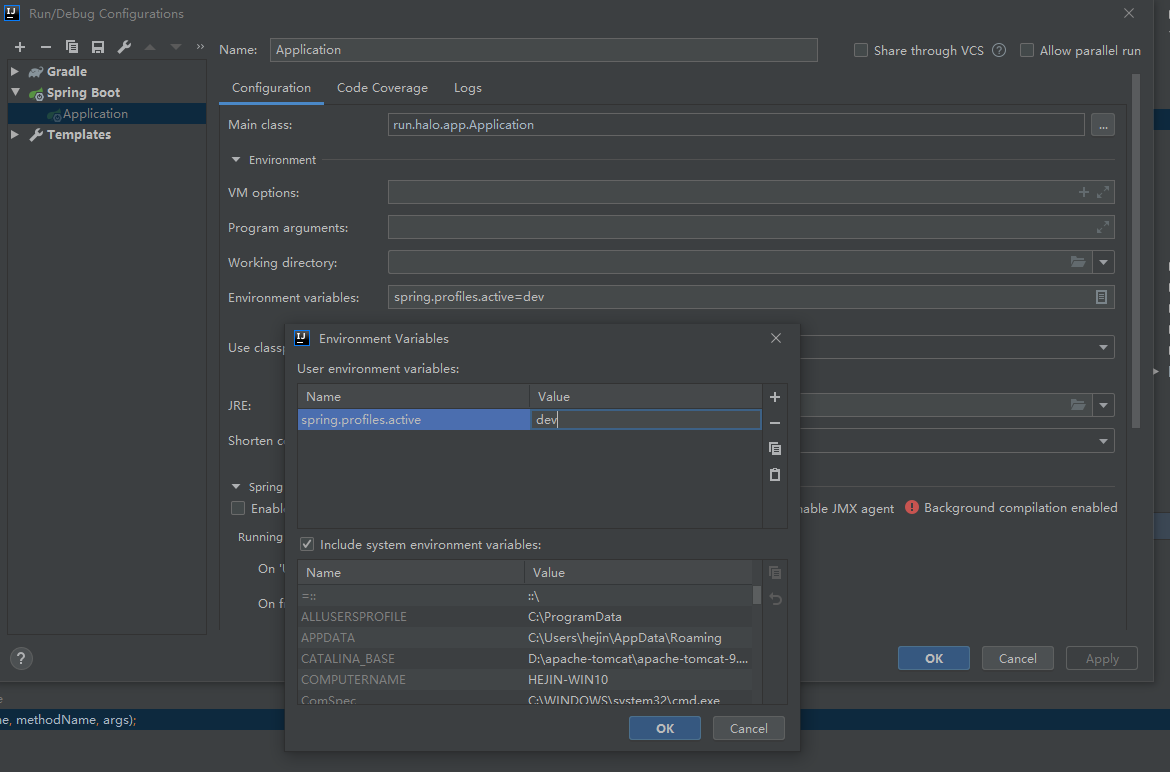 Run/Debug Configurations
Name: Application
Share through VCS
Allow parallel run
Gradle
Spring Boot
Application
Templates
Configuration Code Coverage Logs
Main class: run.halo.app.Application ...
Environment
VM options:
Program arguments:
Working directory:
Environment variables: spring.profiles.active=dev
Environment Variables
User environment variables:
Name Value
spring.profiles.active dev
Use
JRE:
Shorten
Spring
JMX agent
Background compilation enabled
Running
On
On
Include system environment variables:
Name Value
=:: ::\
ALLUSERSPROFILE C:\ProgramData
APPDATA C:\Users\hejin\AppData\Roaming
CATALINA_BASE D:\apache-tomcat\apache-tomcat-9....
COMPUTERNAME HEJIN-WIN10
ComSpec C:\WINDOWS\system32\cmd.exe
OK Cancel
? OK Cancel Apply
methodName, args);